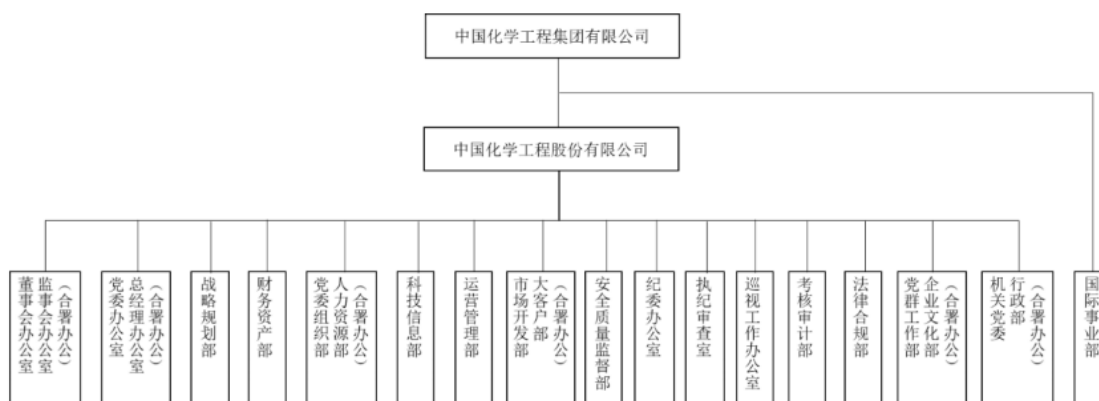 中国化学工程集团有限公司
中国化学工程股份有限公司
董事会办公室
监事会办公室
（合署办公）
党委办公室
总经理办公室
（合署办公）
战略规划部
财务资产部
党委组织部
人力资源部
（合署办公）
科技信息部
运营管理部
市场开发部
大客户部
（合署办公）
安全质量监督部
纪委办公室
执纪审查室
巡视工作办公室
考核审计部
法律合规部
党群工作部
企业文化部
（合署办公）
机关党委
行政部
（合署办公）
国际事业部